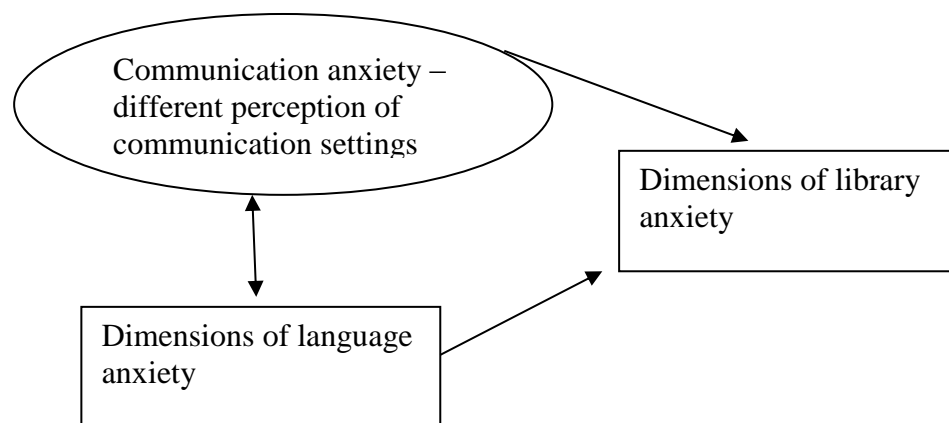 Communication anxiety –
different perception of
communication settings
Dimensions of library
anxiety
Dimensions of language
anxiety